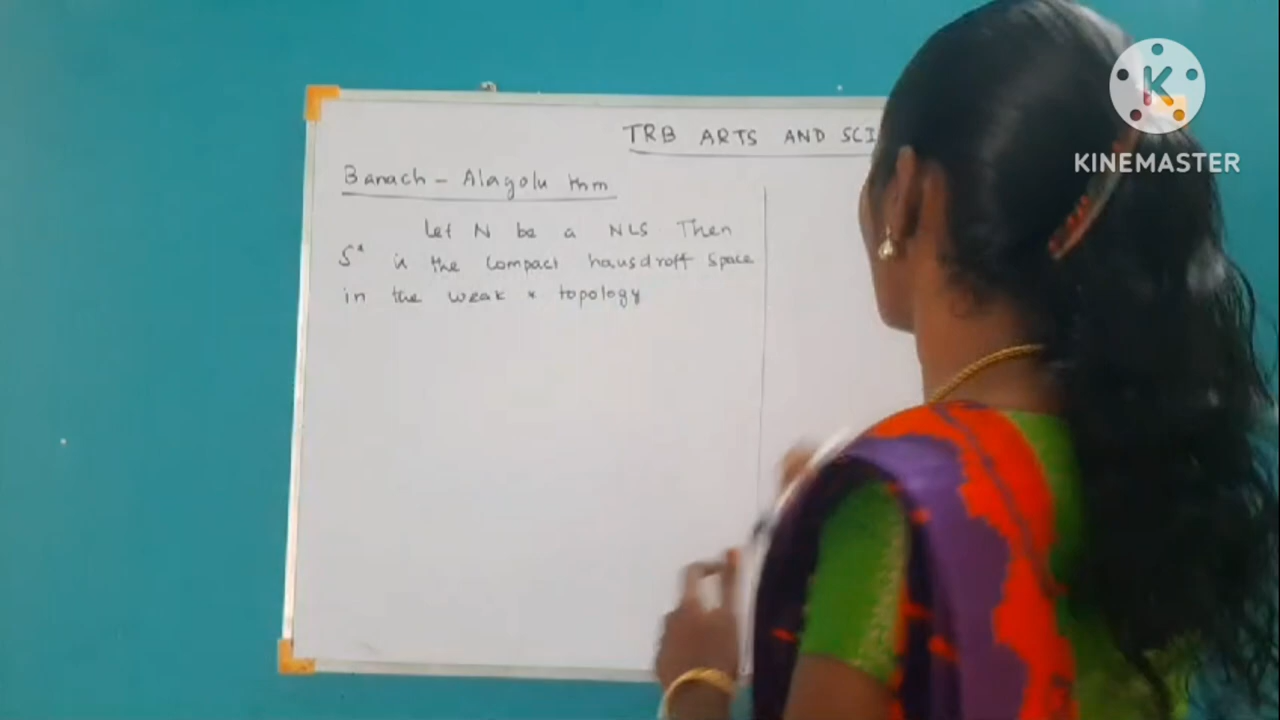 TRB ARTS AND SCI
Banach - Alagolu thm
Let N be a NLS Then
S* is the compact hausdroff space
in the weak * topology
KINEMASTER